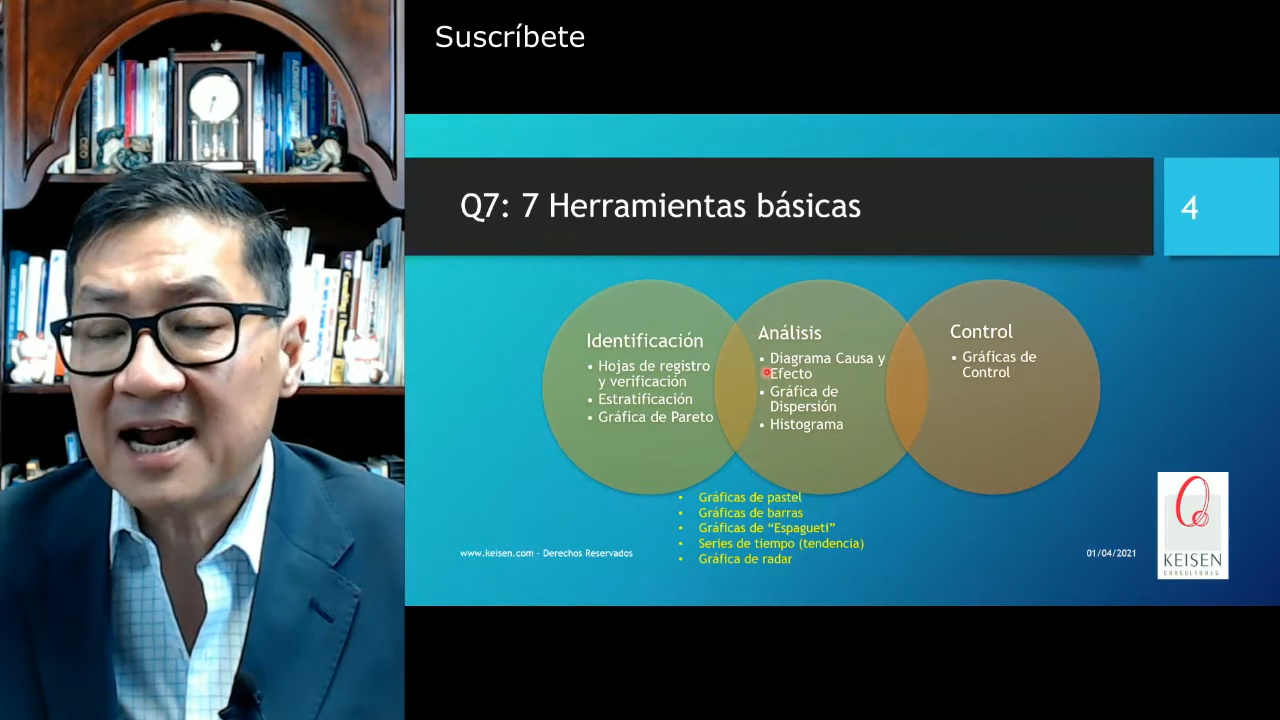 Suscríbete
Q7: 7 Herramientas básicas
4
Identificación
• Hojas de registro
y verificación
• Estratificación
• Gráfica de Pareto
Análisis
• Diagrama Causa y
Efecto
• Gráfica de
Dispersión
• Histograma
Control
• Gráficas de
Control
• Gráficas de pastel
• Gráficas de barras
• Gráficas de “Espagueti”
• Series de tiempo (tendencia)
• Gráfica de radar
www.keisen.com - Derechos Reservados
01/04/2021
KEISEN
CONSULTORES